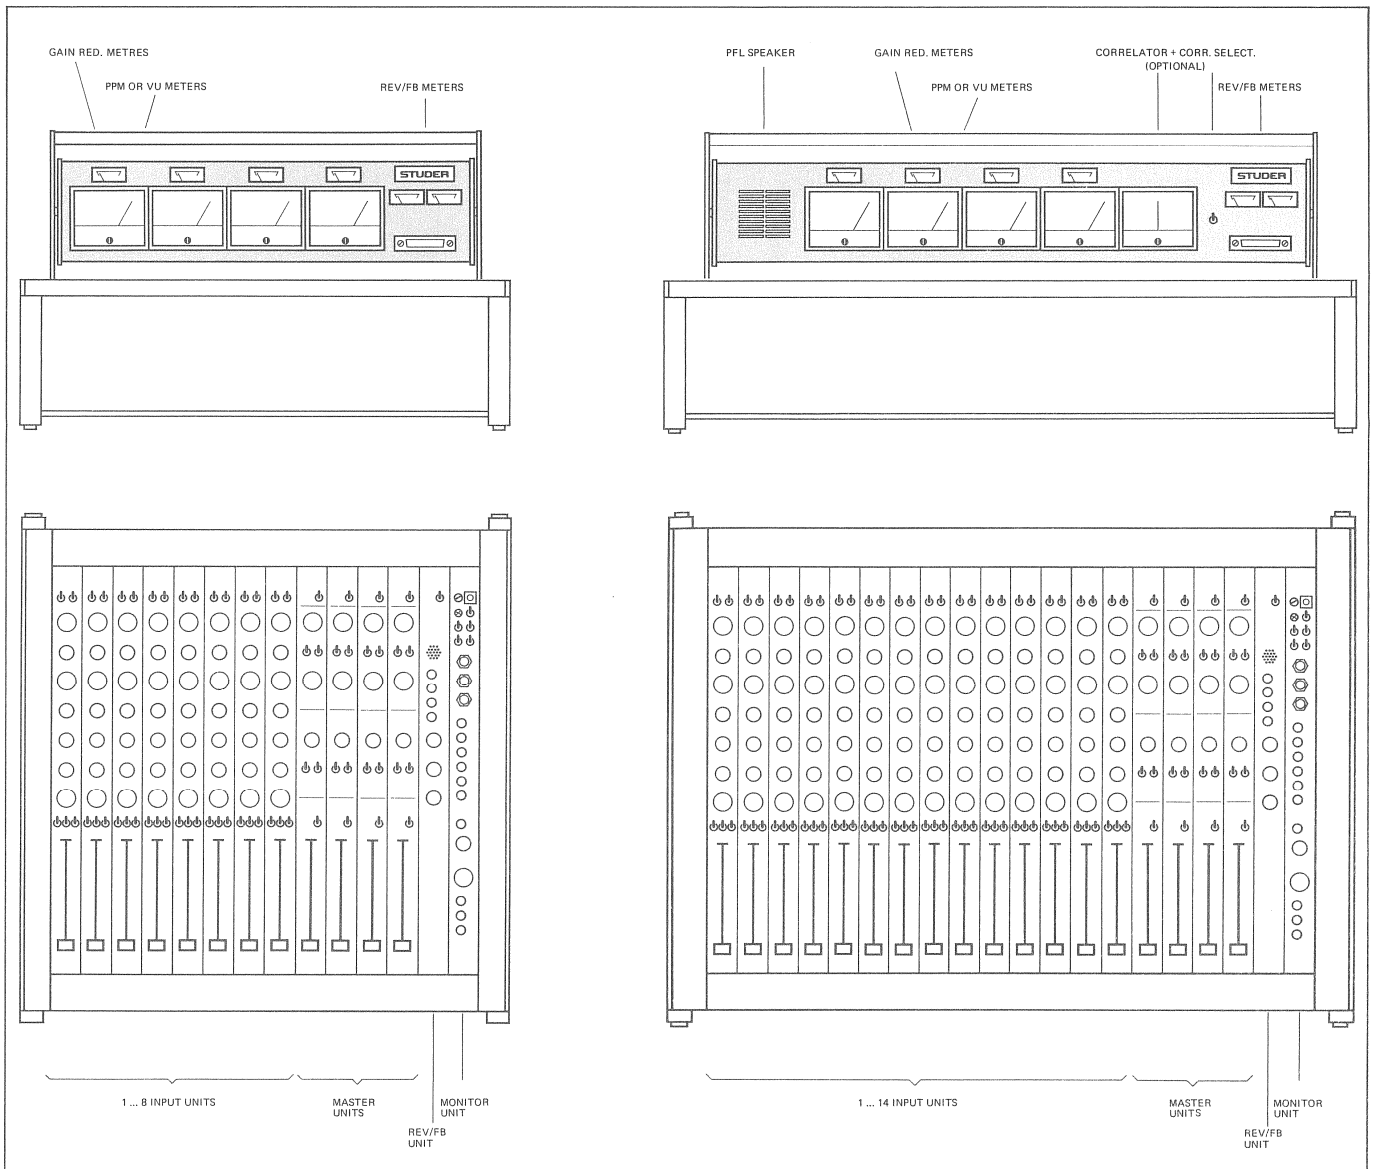 GAIN RED. METRES
PPM OR VU METERS
REV/FB METERS
STUDER
PFL SPEAKER
GAIN RED. METERS
PPM OR VU METERS
CORRELATOR + CORR. SELECT.
(OPTIONAL)
REV/FB METERS
STUDER
1 ... 8 INPUT UNITS
MASTER
UNITS
MONITOR
UNIT
REV/FB
UNIT
1 ... 14 INPUT UNITS
MASTER
UNITS
MONITOR
UNIT
REV/FB
UNIT